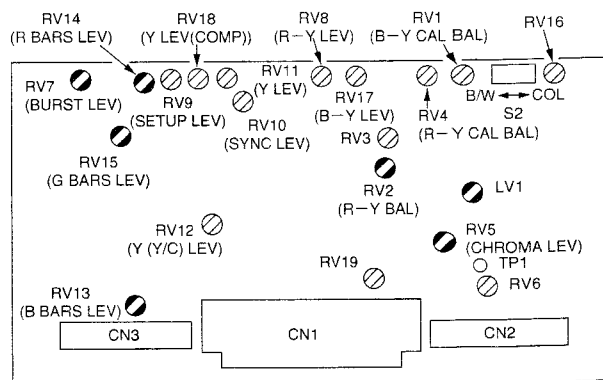 RV14
(R BARS LEV)
RV18
(Y LEV(COMP))
RV8
(R-Y LEV)
RV1
(B-Y CAL BAL)
RV16
RV7
(BURST LEV)
RV9
(SETUP LEV)
RV11
(Y LEV)
RV10
(SYNC LEV)
RV17
(B-Y LEV)
RV3
RV4
(R-Y CAL BAL)
B/W ↔ COL
S2
RV15
(G BARS LEV)
RV2
(R-Y BAL)
LV1
RV12
(Y (Y/C) LEV)
RV5
(CHROMA LEV)
TP1
RV6
RV19
RV13
(B BARS LEV)
CN3
CN1
CN2